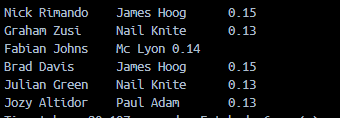 Nick Rimando    James Hoog      0.15
Graham Zusi     Nail Knite      0.13
Fabian Johns    Mc Lyon 0.14
Brad Davis      James Hoog      0.15
Julian Green    Nail Knite      0.13
Jozy Altidor    Paul Adam       0.13